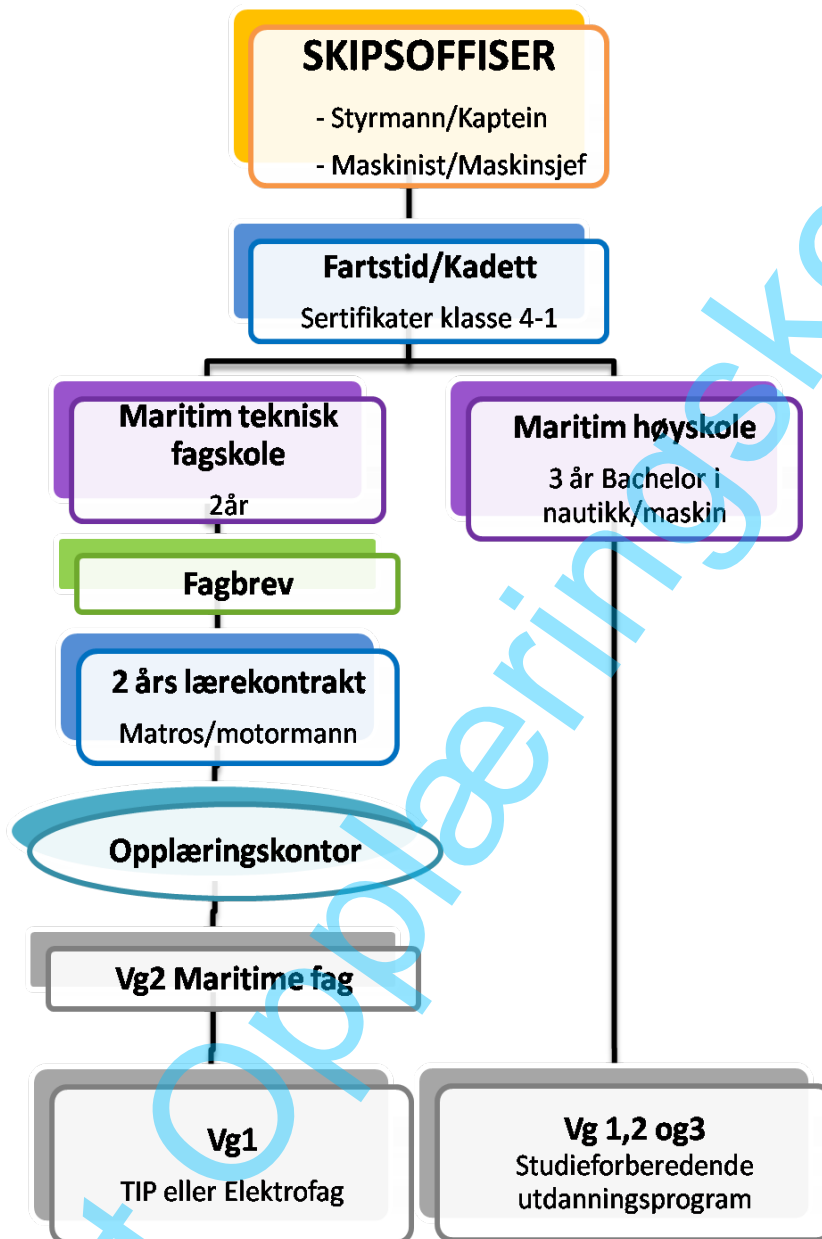 SKIPSOFFISER
- Styrmann/Kaptein
- Maskinist/Maskinsjef
Fartstid/Kadett
Sertifikater klasse 4-1
Maritim teknisk
fagskole
2år
Maritim høyskole
3 år Bachelor i
nautikk/maskin
Fagbrev
2 års lærekontrakt
Matros/motormann
Opplæringskontor
Vg2 Maritime fag
Vg1
TIP eller Elektrofag
Vg 1,2 og3
Studieforberedende
utdanningsprogram